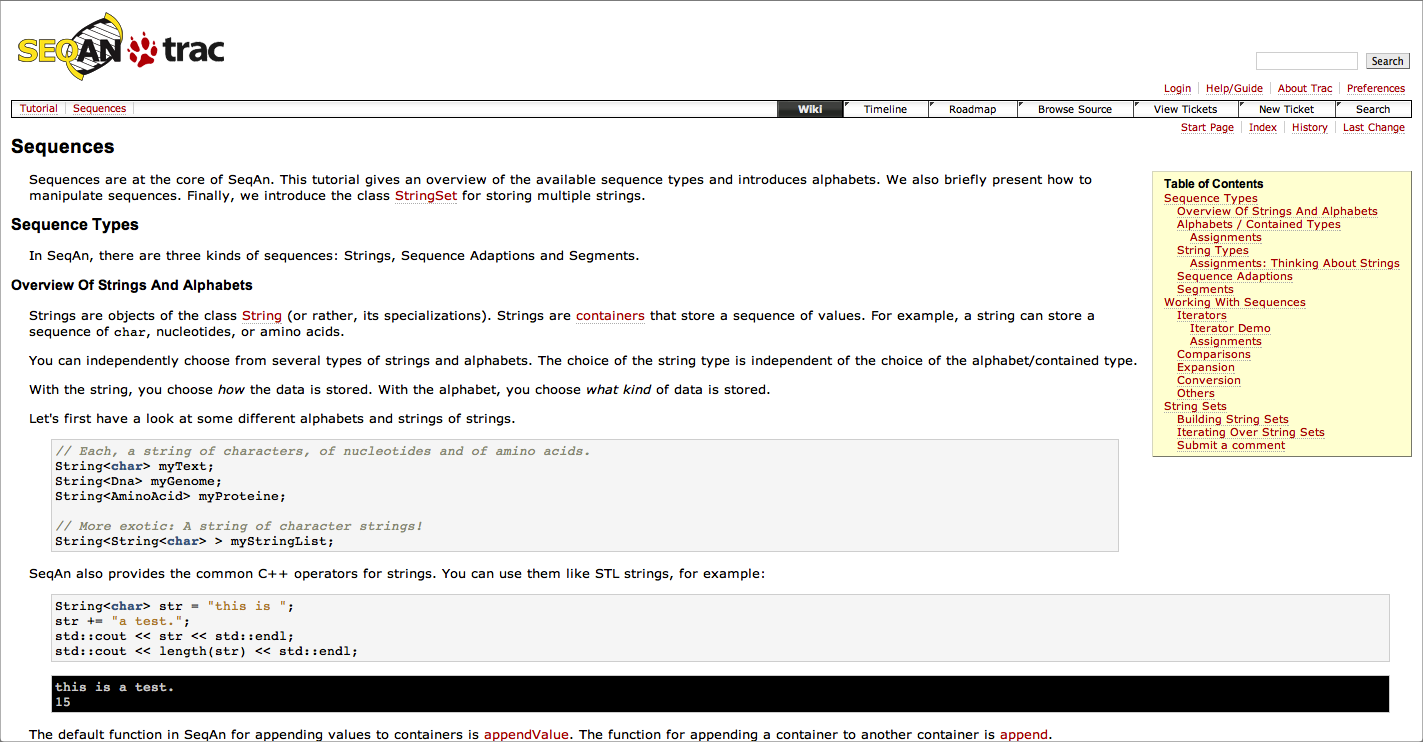 SEQAN trac
Search
Login Help/Guide About Trac Preferences
Tutorial Sequences Wiki Timeline Roadmap Browse Source View Tickets New Ticket Search
Start Page Index History Last Change
Sequences
Sequences are at the core of SeqAn. This tutorial gives an overview of the available sequence types and introduces alphabets. We also briefly present how to
manipulate sequences. Finally, we introduce the class StringSet for storing multiple strings.
Sequence Types
In SeqAn, there are three kinds of sequences: Strings, Sequence Adaptions and Segments.
Overview Of Strings And Alphabets
Strings are objects of the class String (or rather, its specializations). Strings are containers that store a sequence of values. For example, a string can store a
sequence of char, nucleotides, or amino acids.
You can independently choose from several types of strings and alphabets. The choice of the string type is independent of the choice of the alphabet/contained type.
With the string, you choose how the data is stored. With the alphabet, you choose what kind of data is stored.
Let's first have a look at some different alphabets and strings of strings.
// Each, a string of characters, of nucleotides and of amino acids.
String<char> myText;
String<Dna> myGenome;
String<AminoAcid> myProteine;
// More exotic: A string of character strings!
String<String<char> > myStringList;
SeqAn also provides the common C++ operators for strings. You can use them like STL strings, for example:
String<char> str = "this is ";
str += "a test.";
std::cout << str << std::endl;
std::cout << length(str) << std::endl;
this is a test.
15
The default function in SeqAn for appending values to containers is appendValue. The function for appending a container to another container is append.
Table of Contents
Sequence Types
Overview Of Strings And Alphabets
Alphabets / Contained Types
Assignments
String Types
Assignments: Thinking About Strings
Sequence Adaptions
Segments
Working With Sequences
Iterators
Iterator Demo
Assignments
Comparisons
Expansion
Conversion
Others
String Sets
Building String Sets
Iterating Over String Sets
Submit a comment